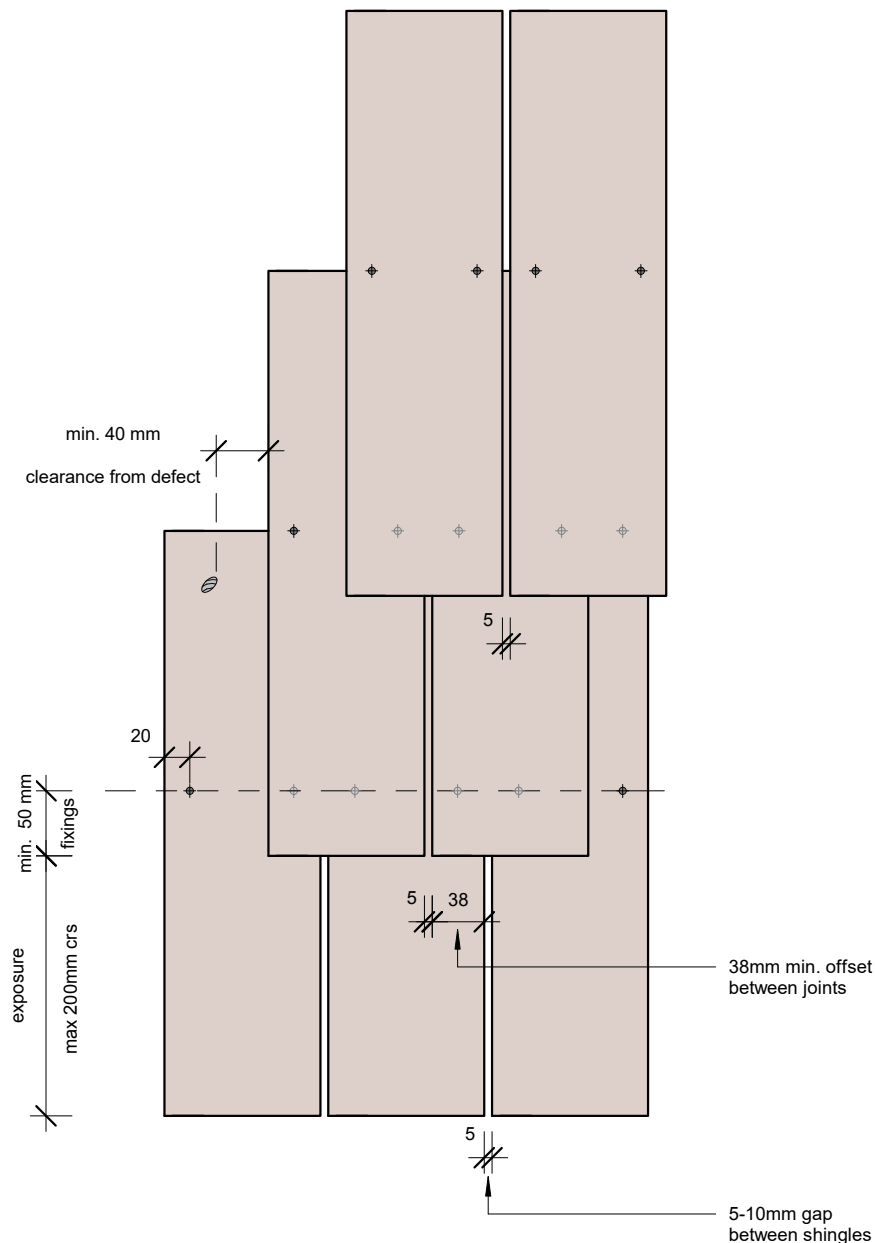 min. 40 mm
clearance from defect
5
20
min. 50 mm
fixings
5
38
exposure
max 200mm crs
38mm min. offset
between joints
5
5-10mm gap
between shingles